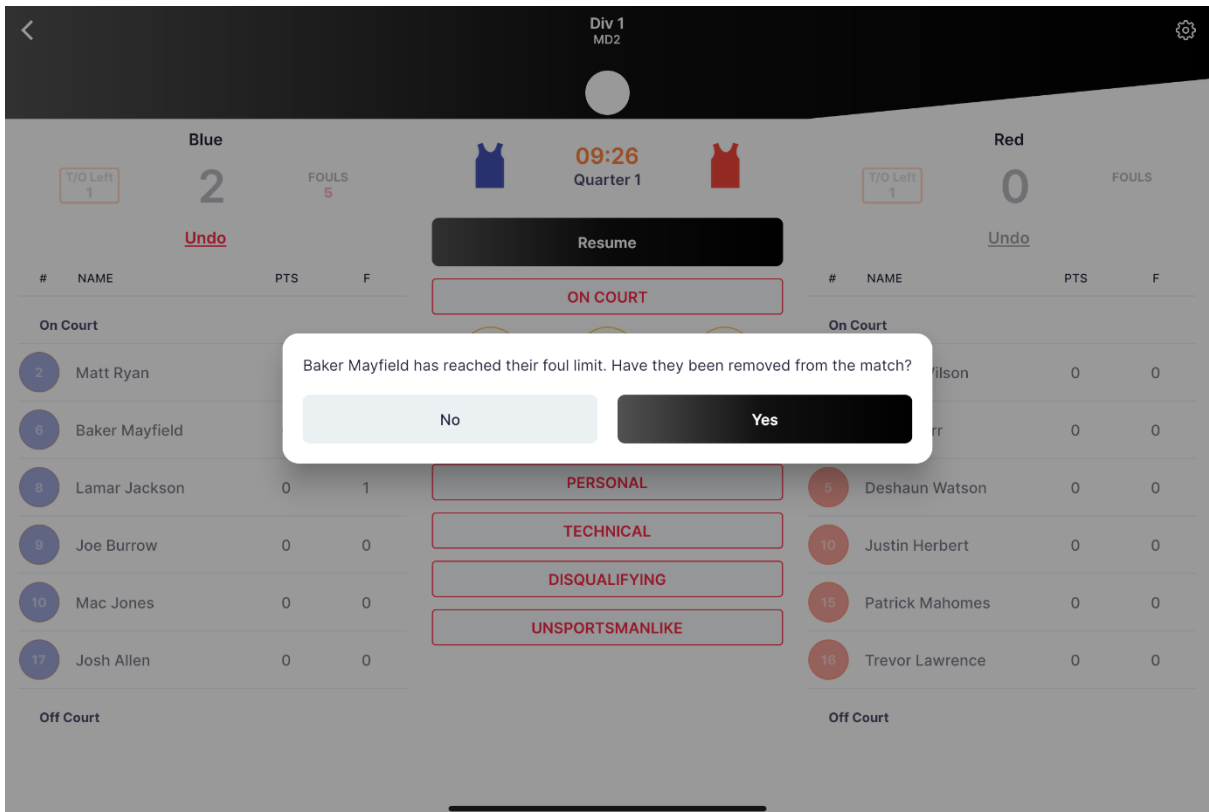 Div 1
MD2
Blue
09:26
Red
T/O Left
1
2
FOULS
5
Quarter 1
T/O Left
1
0
FOULS
Undo
Resume
Undo
# NAME PTS F
ON COURT
# NAME PTS F
On Court
On Court
Baker Mayfield has reached their foul limit. Have they been removed from the match?
No
Yes
2 Matt Ryan
0 0
6 Baker Mayfield
0 0
8 Lamar Jackson 0 1
PERSONAL
5 Deshaun Watson 0 0
9 Joe Burrow 0 0
TECHNICAL
10 Justin Herbert 0 0
DISQUALIFYING
10 Mac Jones 0 0
15 Patrick Mahomes 0 0
UNSPORTSMANLIKE
17 Josh Allen 0 0
16 Trevor Lawrence 0 0
Off Court
Off Court